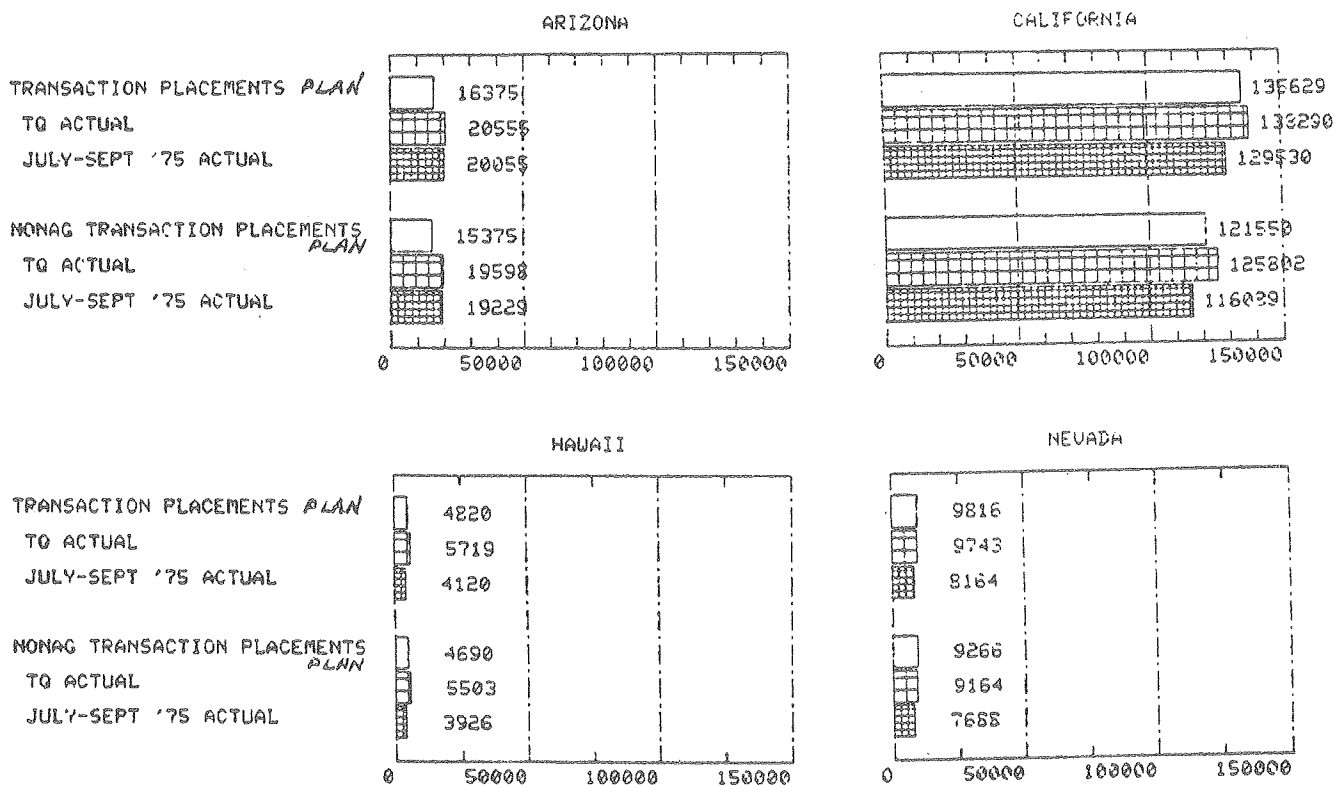 ARIZONA
CALIFORNIA
TRANSACTION PLACEMENTS PLAN 16375 135629
TQ ACTUAL 20555 138290
JULY-SEPT '75 ACTUAL 20055 129530
NONAG TRANSACTION PLACEMENTS PLAN 15375 121550
TQ ACTUAL 19598 125802
JULY-SEPT '75 ACTUAL 19229 116039
0 50000 100000 150000
0 50000 100000 150000
HAWAII
NEVADA
TRANSACTION PLACEMENTS PLAN 4820 9816
TQ ACTUAL 5719 9743
JULY-SEPT '75 ACTUAL 4120 8164
NONAG TRANSACTION PLACEMENTS PLAN 4690 9266
TQ ACTUAL 5503 9164
JULY-SEPT '75 ACTUAL 3926 7688
0 50000 100000 150000
0 50000 100000 150000